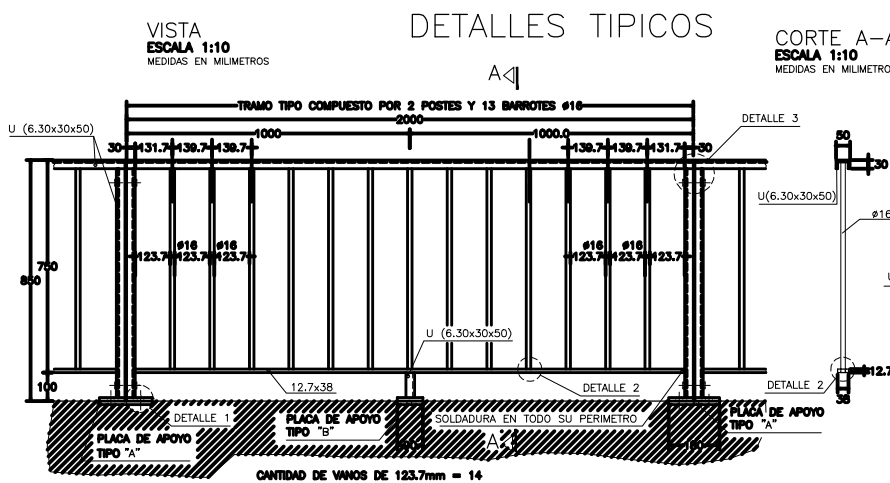 DETALLES TIPICOS
VISTA
ESCALA 1:10
MEDIDAS EN MILIMETROS
CORTE A-A
ESCALA 1:10
MEDIDAS EN MILIMETRO
A
TRAMO TIPO COMPUESTO POR 2 POSTES Y 13 BARROTES ø16
2000
1000
1000.0
U (6.30x30x50)
DETALLE 3
30 131.7 139.7 139.7
139.7 139.7 131.7 30
50
30
U(6.30x30x50)
ø16
ø16 ø16
123.7 123.7 123.7
ø16 ø16
123.7 123.7 123.7
750
850
U (6.30x30x50)
100
12.7x38
DETALLE 2
DETALLE 2
12.7
38
DETALLE 1
PLACA DE APOYO
TIPO "B"
SOLDADURA EN TODO SU PERIMETRO
PLACA DE APOYO
TIPO "A"
PLACA DE APOYO
TIPO "A"
A
CANTIDAD DE VANOS DE 123.7mm = 14